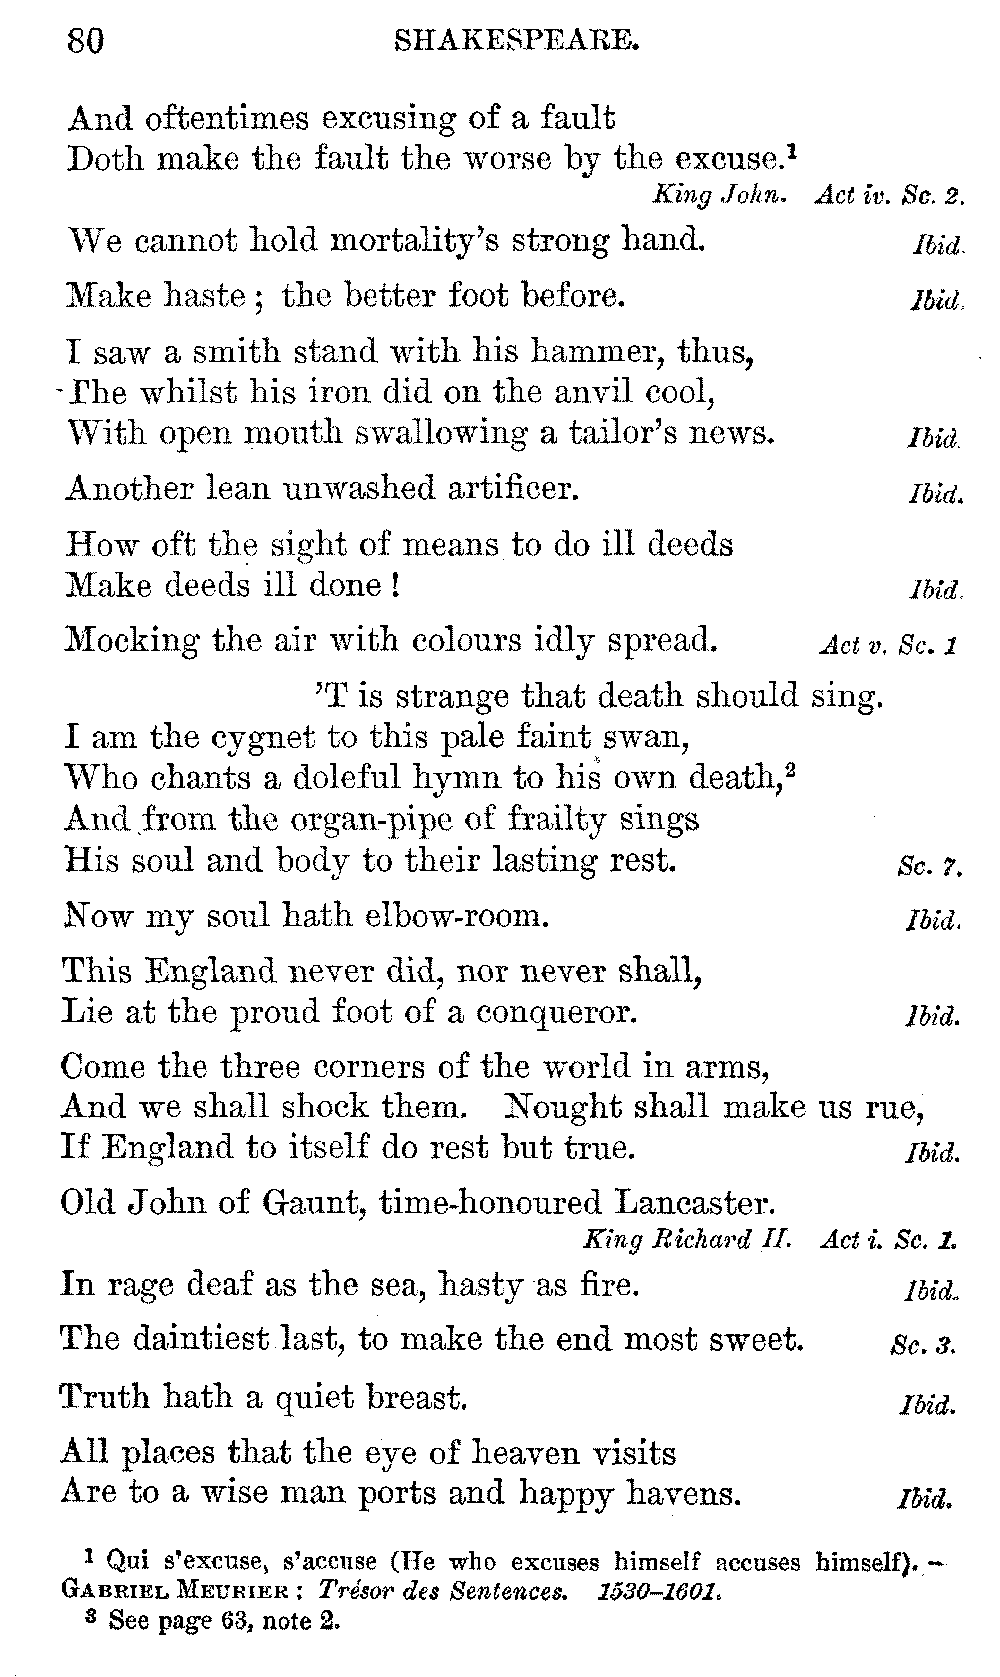 80 SHAKESPEARE.
And oftentimes excusing of a fault
Doth make the fault the worse by the excuse.¹
King John. Act iv. Sc. 2.
We cannot hold mortality's strong hand. Ibid.
Make haste; the better foot before. Ibid.
I saw a smith stand with his hammer, thus,
The whilst his iron did on the anvil cool,
With open mouth swallowing a tailor's news. Ibid.
Another lean unwashed artificer. Ibid.
How oft the sight of means to do ill deeds
Make deeds ill done! Ibid.
Mocking the air with colours idly spread. Act v. Sc. 1
'T is strange that death should sing.
I am the cygnet to this pale faint swan,
Who chants a doleful hymn to his own death,²
And from the organ-pipe of frailty sings
His soul and body to their lasting rest. Sc. 7.
Now my soul hath elbow-room. Ibid.
This England never did, nor never shall,
Lie at the proud foot of a conqueror. Ibid.
Come the three corners of the world in arms,
And we shall shock them. Nought shall make us rue,
If England to itself do rest but true. Ibid.
Old John of Gaunt, time-honoured Lancaster.
King Richard II. Act i. Sc. 1.
In rage deaf as the sea, hasty as fire. Ibid.
The daintiest last, to make the end most sweet. Sc. 3.
Truth hath a quiet breast. Ibid.
All places that the eye of heaven visits
Are to a wise man ports and happy havens. Ibid.
¹ Qui s'excuse, s'accuse (He who excuses himself accuses himself). —
GABRIEL MEURIER: Trésor des Sentences. 1530–1601.
³ See page 63, note 2.